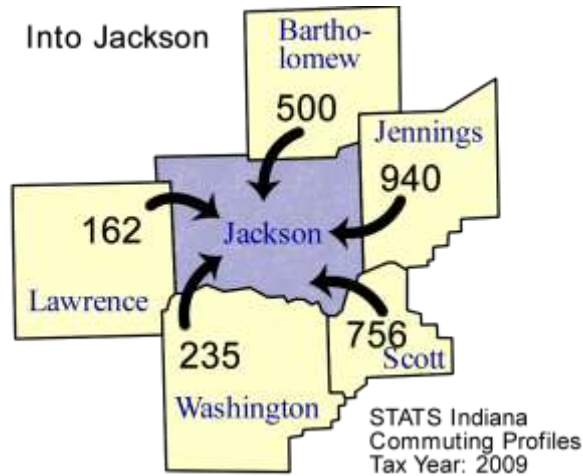 Into Jackson
Bartho-
lomew
500
Jennings
940
162
Jackson
Lawrence
235
756
Scott
Washington
STATS Indiana
Commuting Profiles
Tax Year: 2009